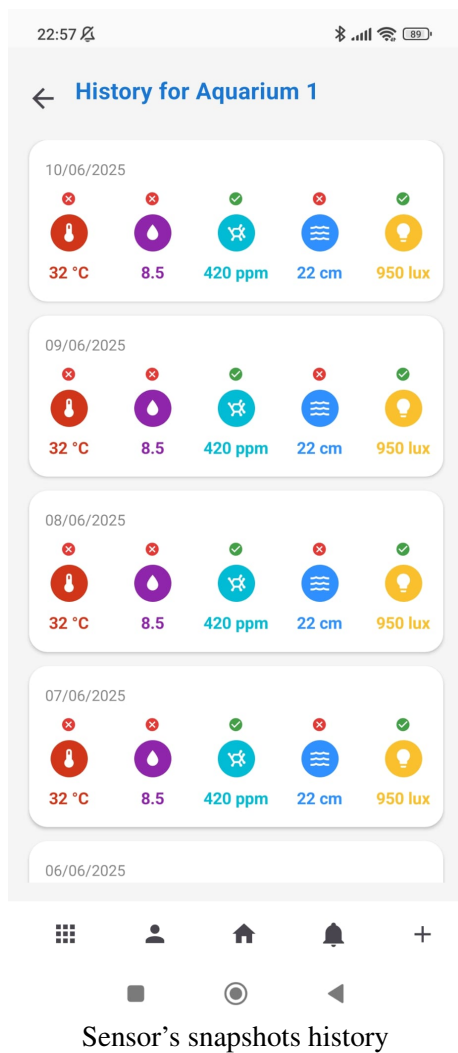 22:57 89
History for Aquarium 1
10/06/2025
32 °C 8.5 420 ppm 22 cm 950 lux
09/06/2025
32 °C 8.5 420 ppm 22 cm 950 lux
08/06/2025
32 °C 8.5 420 ppm 22 cm 950 lux
07/06/2025
32 °C 8.5 420 ppm 22 cm 950 lux
06/06/2025
Sensor's snapshots history